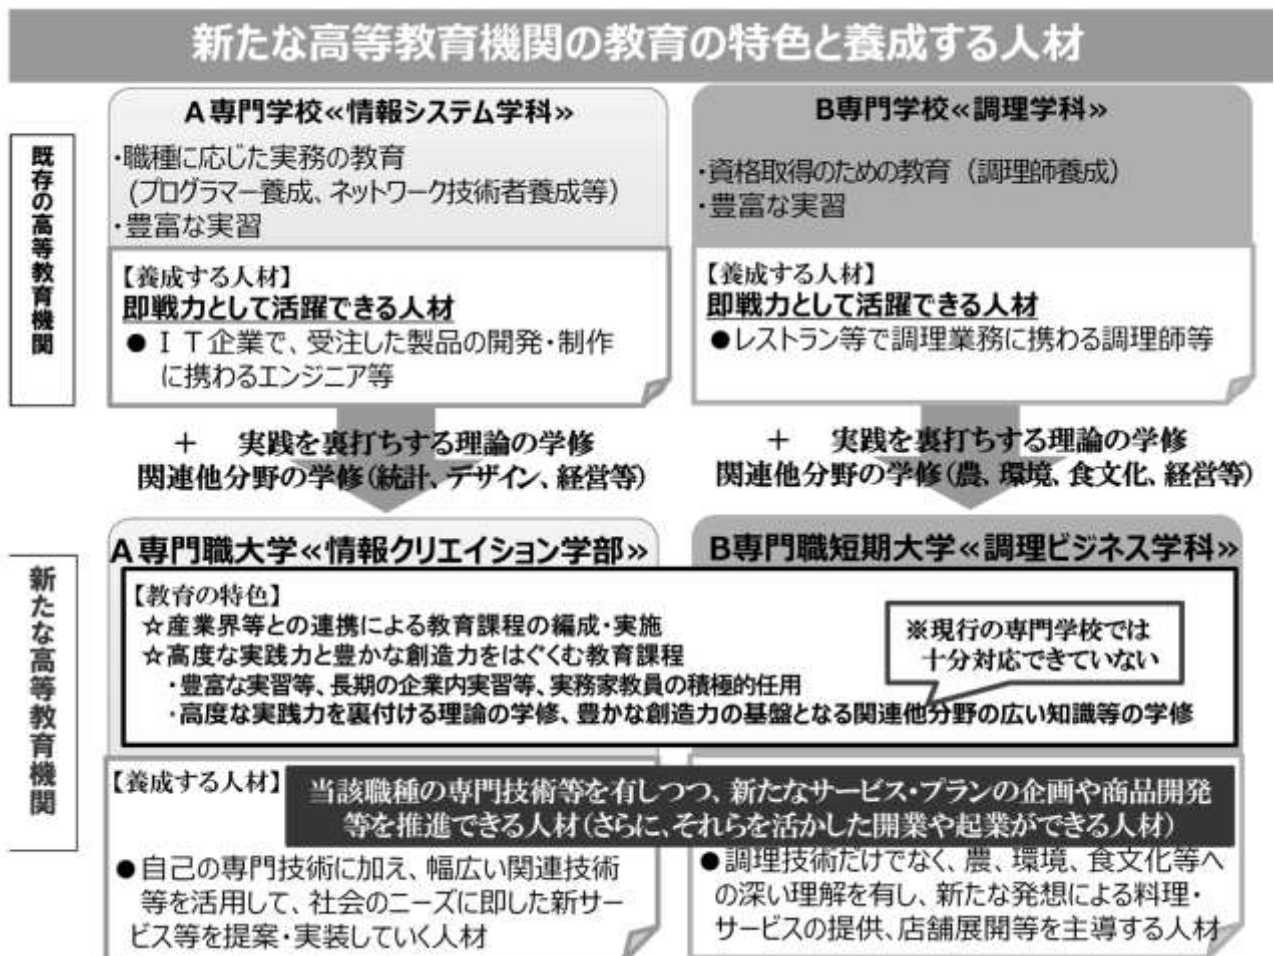 新たな高等教育機関の教育の特色と養成する人材
既存の高等教育機関
A専門学校≪情報システム学科≫
・職種に応じた実務の教育
(プログラマー養成、ネットワーク技術者養成等)
・豊富な実習
【養成する人材】
即戦力として活躍できる人材
●ＩＴ企業で、受注した製品の開発・制作
に携わるエンジニア等
B専門学校≪調理学科≫
・資格取得のための教育（調理師養成）
・豊富な実習
【養成する人材】
即戦力として活躍できる人材
●レストラン等で調理業務に携わる調理師等
＋　実践を裏打ちする理論の学修
関連他分野の学修(統計、デザイン、経営等)
＋　実践を裏打ちする理論の学修
関連他分野の学修(農、環境、食文化、経営等)
新たな高等教育機関
A専門職大学≪情報クリエイション学部≫
B専門職短期大学≪調理ビジネス学科≫
【教育の特色】
☆産業界等との連携による教育課程の編成・実施
☆高度な実践力と豊かな創造力をはぐくむ教育課程
・豊富な実習等、長期の企業内実習等、実務家教員の積極的任用
・高度な実践力を裏付ける理論の学修、豊かな創造力の基盤となる関連他分野の広い知識等の学修
※現行の専門学校では
十分対応できていない
【養成する人材】
当該職種の専門技術等を有しつつ、新たなサービス・プランの企画や商品開発
等を推進できる人材(さらに、それらを活かした開業や起業ができる人材)
●自己の専門技術に加え、幅広い関連技術
等を活用して、社会のニーズに即した新サー
ビス等を提案・実装していく人材
●調理技術だけでなく、農、環境、食文化等へ
の深い理解を有し、新たな発想による料理・
サービスの提供、店舗展開等を主導する人材